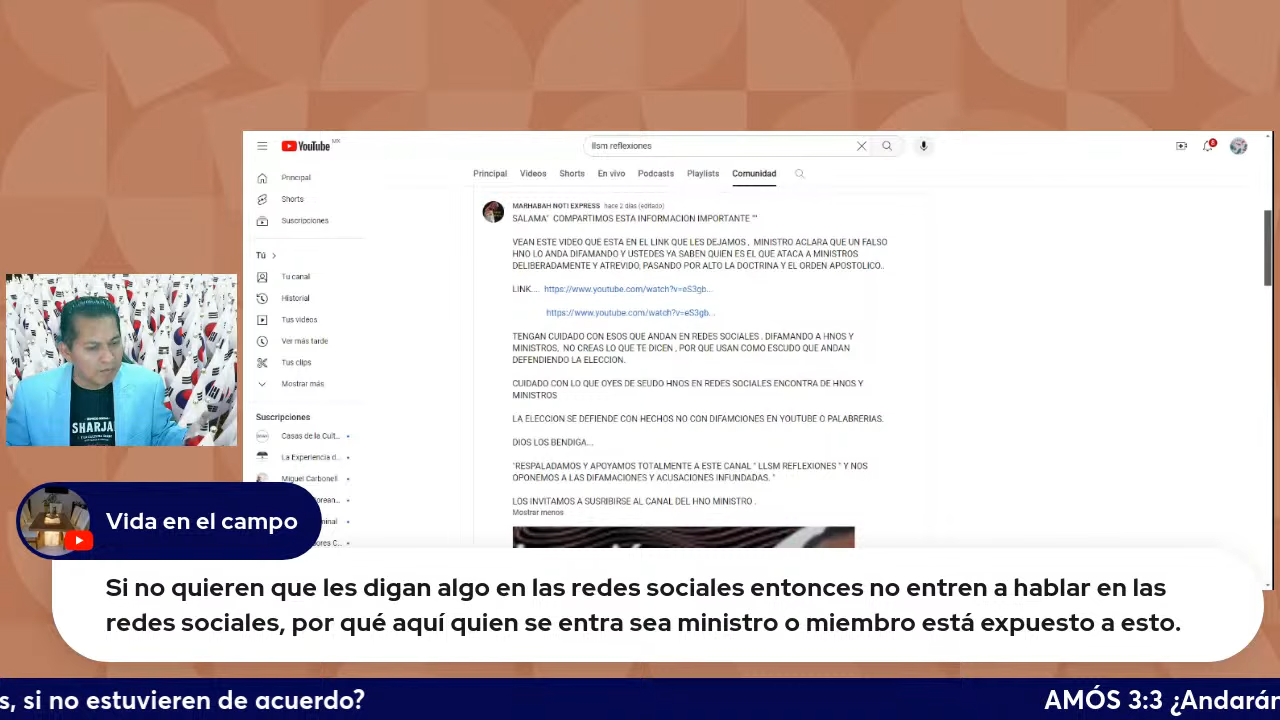 YouTube MX
llsm reflexiones
8
Principal
Shorts
Suscripciones
Tú
Tu canal
Historial
Tus videos
Ver más tarde
Tus clips
Mostrar más
Suscripciones
Casas de la Cult...
La Experiencia d...
Miguel Carbonell
Principal Videos Shorts En vivo Podcasts Playlists Comunidad
MARHABAH NOTI EXPRESS hace 2 días (editado)
SALAMA' COMPARTIMOS ESTA INFORMACION IMPORTANTE ""
VEAN ESTE VIDEO QUE ESTA EN EL LINK QUE LES DEJAMOS , MINISTRO ACLARA QUE UN FALSO
HNO LO ANDA DIFAMANDO Y USTEDES YA SABEN QUIEN ES EL QUE ATACA A MINISTROS
DELIBERADAMENTE Y ATREVIDO, PASANDO POR ALTO LA DOCTRINA Y EL ORDEN APOSTOLICO..
LINK.... https://www.youtube.com/watch?v=eS3gb...
https://www.youtube.com/watch?v=eS3gb...
TENGAN CUIDADO CON ESOS QUE ANDAN EN REDES SOCIALES . DIFAMANDO A HNOS Y
MINISTROS, NO CREAS LO QUE TE DICEN , POR QUE USAN COMO ESCUDO QUE ANDAN
DEFENDIENDO LA ELECCION.
CUIDADO CON LO QUE OYES DE SEUDO HNOS EN REDES SOCIALES ENCONTRA DE HNOS Y
MINISTROS
LA ELECCION SE DEFIENDE CON HECHOS NO CON DIFAMCIONES EN YOUTUBE O PALABRERIAS.
DIOS LOS BENDIGA...
"RESPALADAMOS Y APOYAMOS TOTALMENTE A ESTE CANAL " LLSM REFLEXIONES " Y NOS
OPONEMOS A LAS DIFAMACIONES Y ACUSACIONES INFUNDADAS. "
LOS INVITAMOS A SUSRIBIRSE AL CANAL DEL HNO MINISTRO .
Mostrar menos
SHARJA
Vida en el campo
Si no quieren que les digan algo en las redes sociales entonces no entren a hablar en las
redes sociales, por qué aquí quien se entra sea ministro o miembro está expuesto a esto.
s, si no estuvieren de acuerdo? AMÓS 3:3 ¿Andarán